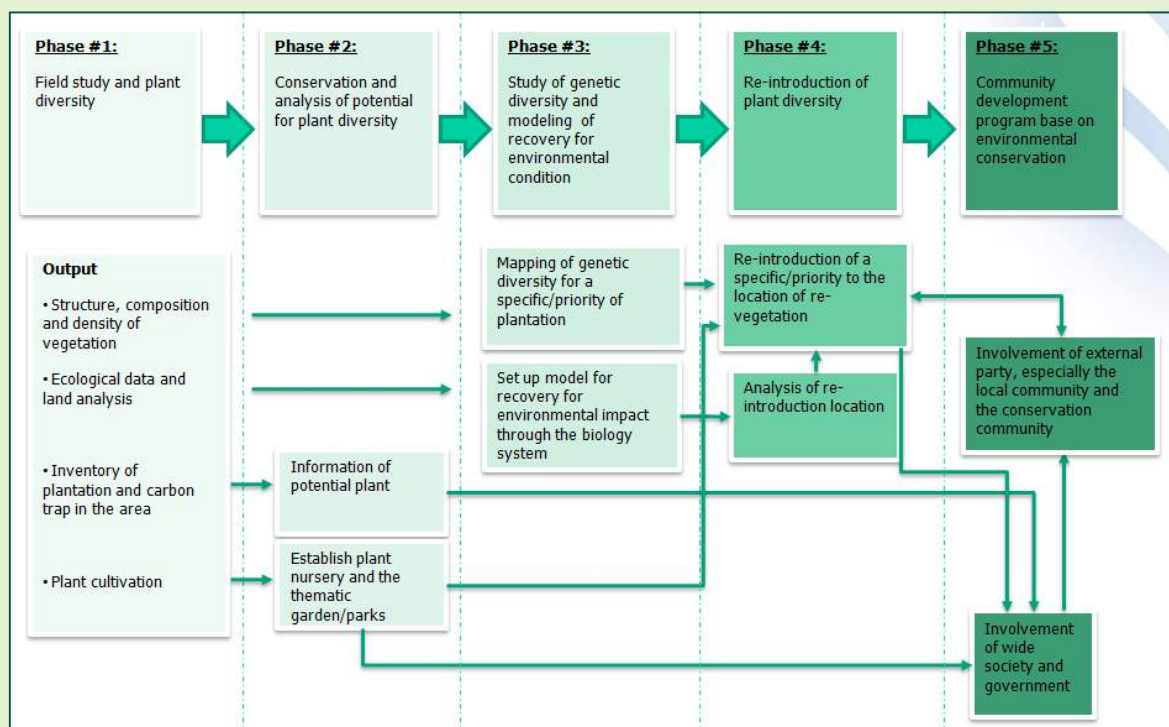 Phase #1:
Field study and plant
diversity
Phase #2:
Conservation and
analysis of potential
for plant diversity
Phase #3:
Study of genetic
diversity and
modeling of
recovery for
environmental
condition
Phase #4:
Re-introduction of
plant diversity
Phase #5:
Community
development
program base on
environmental
conservation
Output
• Structure, composition
and density of
vegetation
• Ecological data and
land analysis
• Inventory of
plantation and carbon
trap in the area
• Plant cultivation
Information of
potential plant
Establish plant
nursery and the
thematic
garden/parks
Mapping of genetic
diversity for a
specific/priority of
plantation
Set up model for
recovery for
environmental impact
through the biology
system
Re-introduction of a
specific/priority to the
location of re-
vegetation
Analysis of re-
introduction location
Involvement of external
party, especially the
local community and
the conservation
community
Involvement
of wide
society and
government